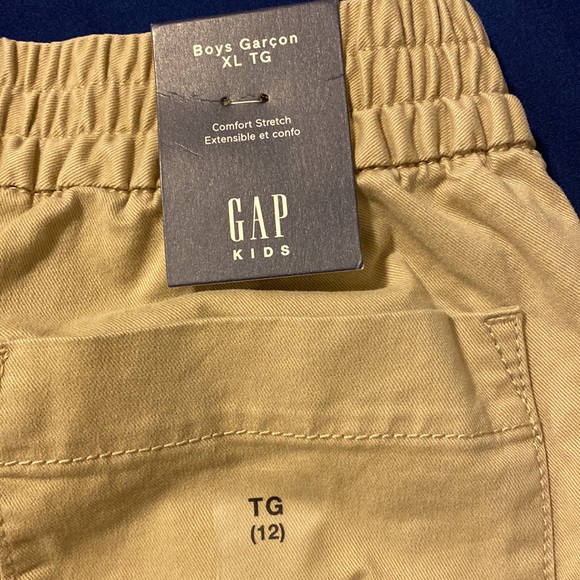 Boys Garçon
XL TG
Comfort Stretch
Extensible et confo
GAP
KIDS
TG
(12)